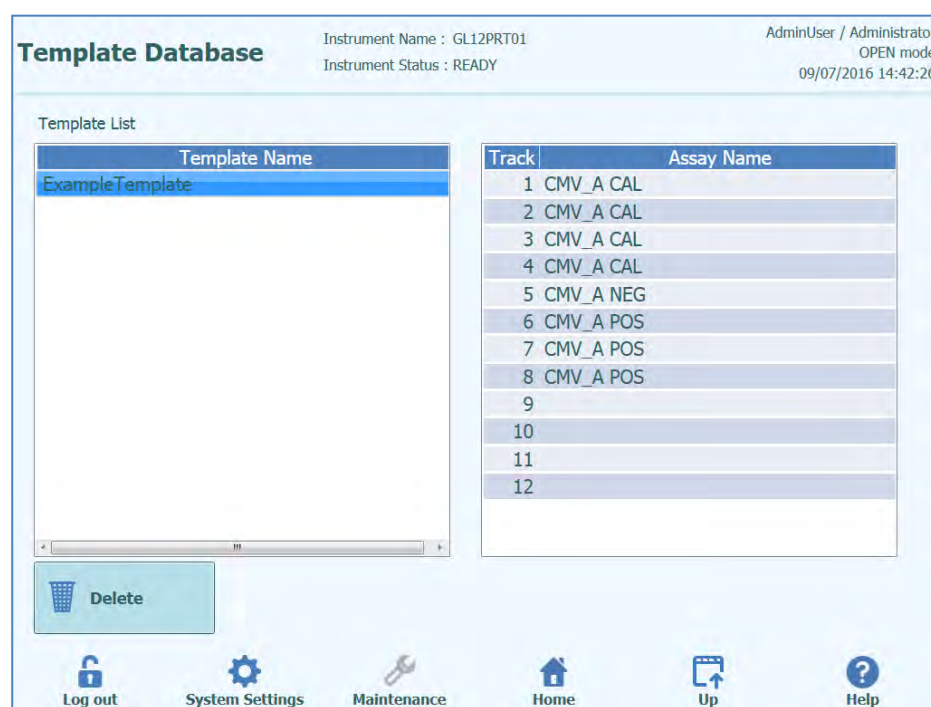 Template Database
Instrument Name : GL12PRT01
Instrument Status : READY
AdminUser / Administrato
OPEN mode
09/07/2016 14:42:26
Template List
Template Name
ExampleTemplate
Track Assay Name
1 CMV_A CAL
2 CMV_A CAL
3 CMV_A CAL
4 CMV_A CAL
5 CMV_A NEG
6 CMV_A POS
7 CMV_A POS
8 CMV_A POS
9
10
11
12
Delete
Log out System Settings Maintenance Home Up Help